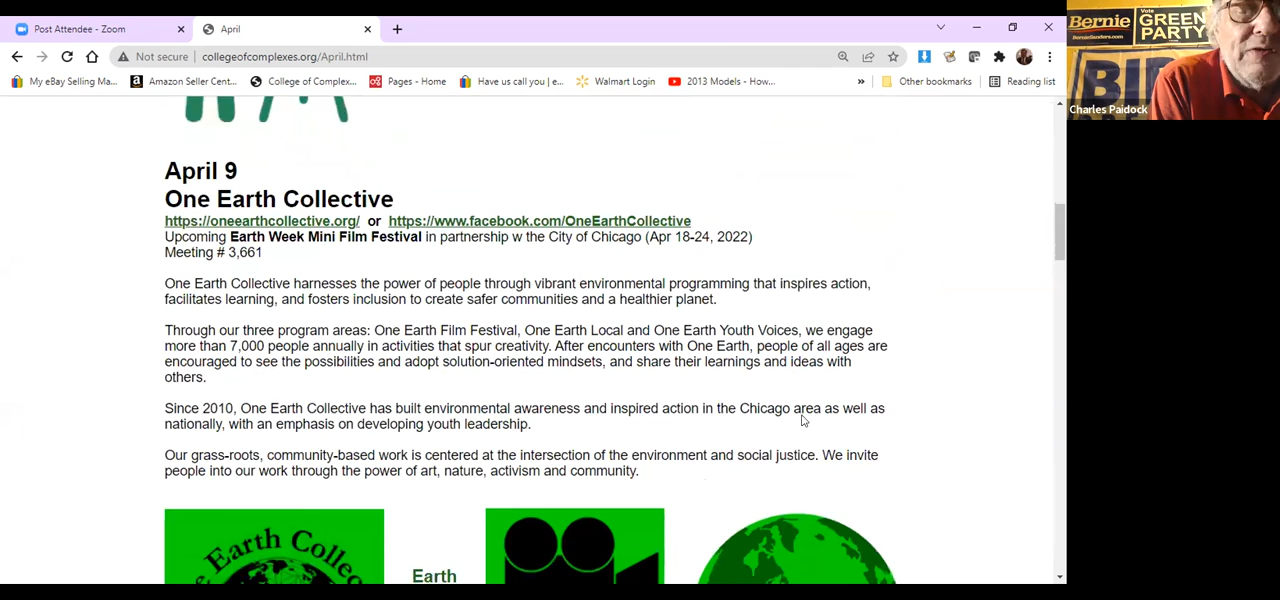 Post Attendee - Zoom
April
Not secure
collegeofcomplexes.org/April.html
My eBay Selling Ma...
Amazon Seller Cent...
College of Complex...
Pages - Home
Have us call you | e...
Walmart Login
2013 Models - How...
»
Other bookmarks
Reading list
Bernie
BernieSanders.com
Vote
GREEN
PARTY
Charles Paidock
April 9
One Earth Collective
https://oneearthcollective.org/ or https://www.facebook.com/OneEarthCollective
Upcoming Earth Week Mini Film Festival in partnership w the City of Chicago (Apr 18-24, 2022)
Meeting # 3,661
One Earth Collective harnesses the power of people through vibrant environmental programming that inspires action,
facilitates learning, and fosters inclusion to create safer communities and a healthier planet.
Through our three program areas: One Earth Film Festival, One Earth Local and One Earth Youth Voices, we engage
more than 7,000 people annually in activities that spur creativity. After encounters with One Earth, people of all ages are
encouraged to see the possibilities and adopt solution-oriented mindsets, and share their learnings and ideas with
others.
Since 2010, One Earth Collective has built environmental awareness and inspired action in the Chicago area as well as
nationally, with an emphasis on developing youth leadership.
Our grass-roots, community-based work is centered at the intersection of the environment and social justice. We invite
people into our work through the power of art, nature, activism and community.
Earth Coll
Earth